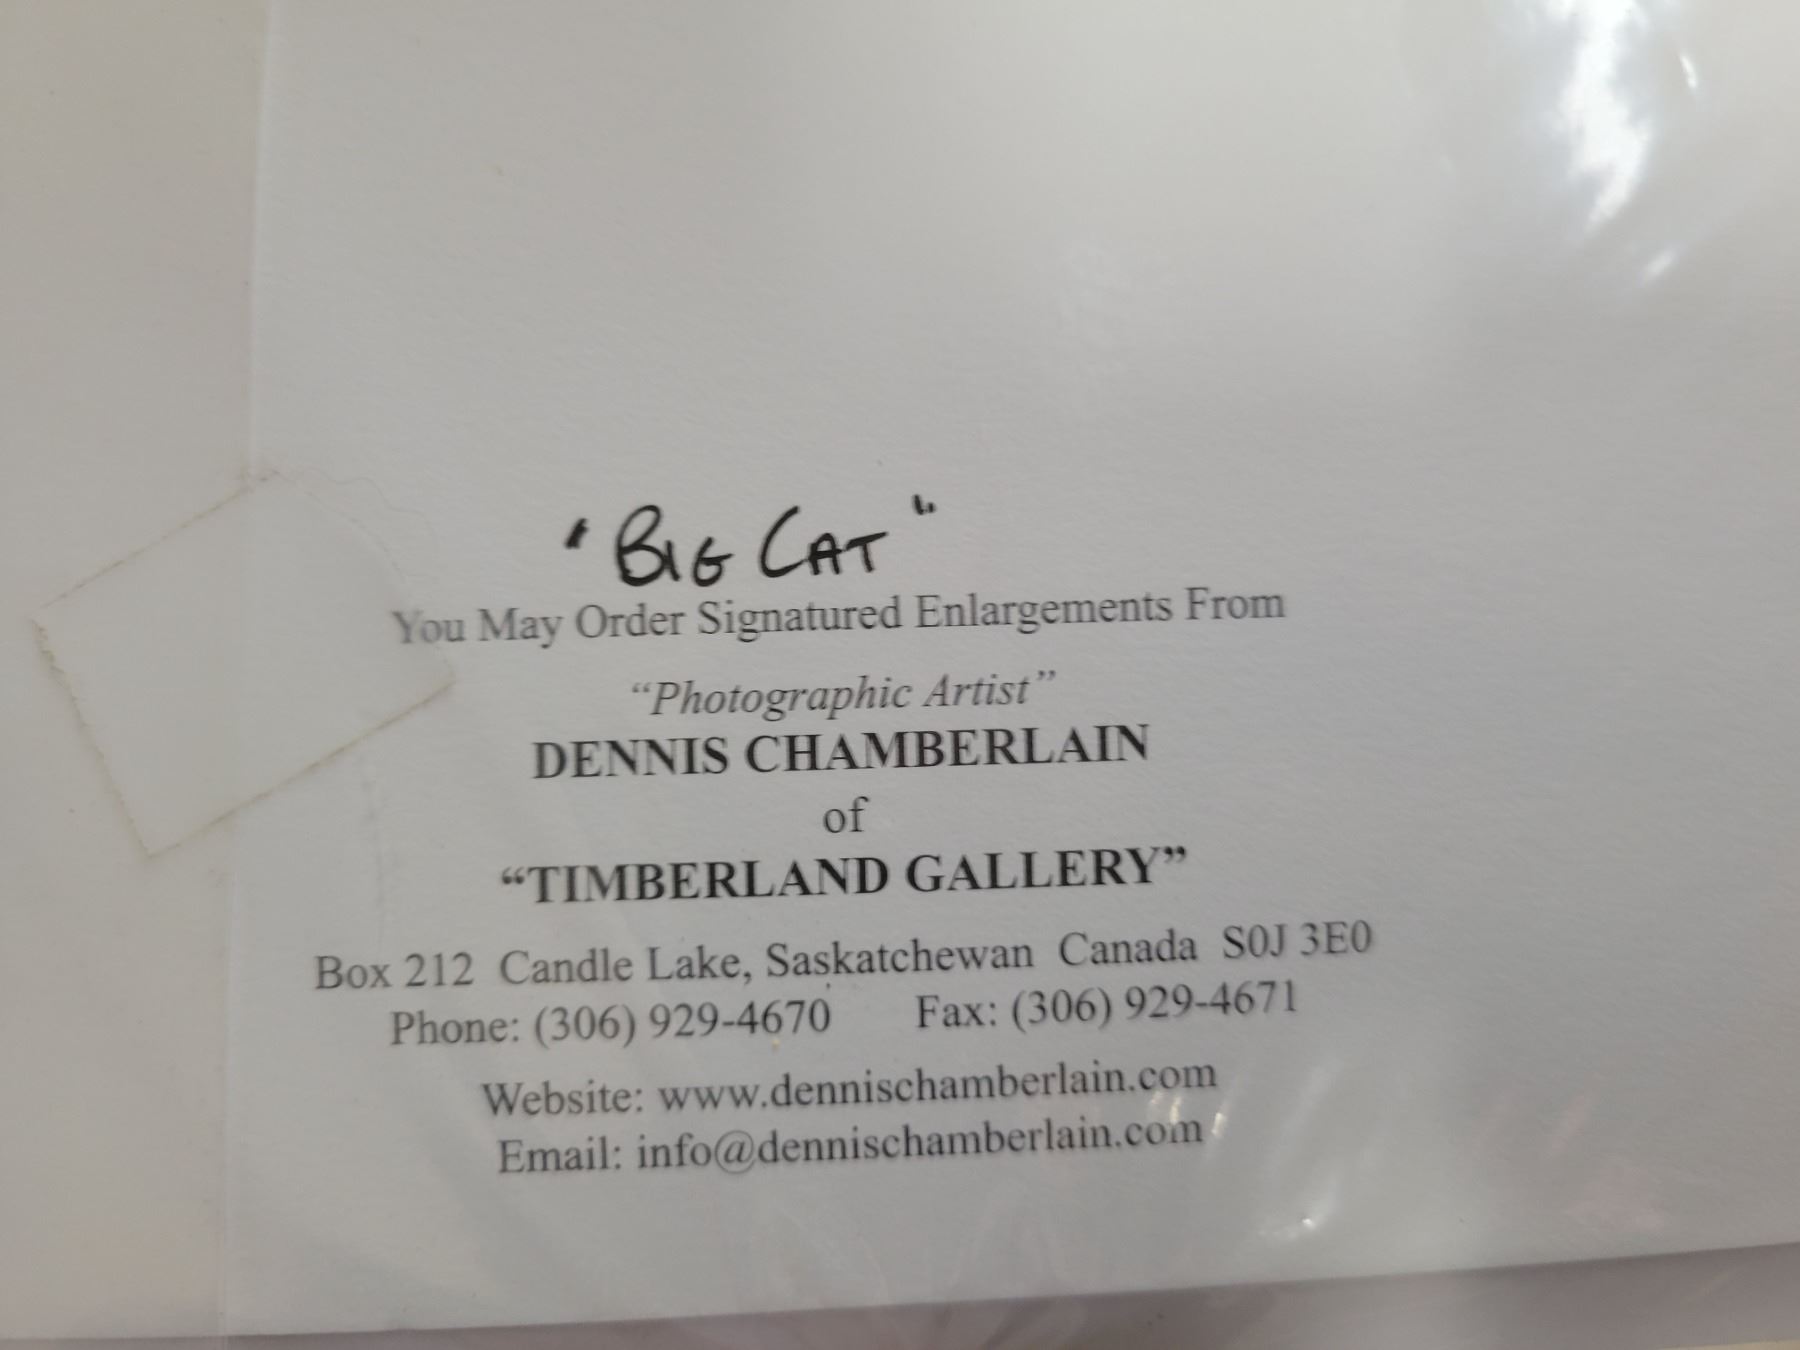 "BIG CAT"
You May Order Signatured Enlargements From
“Photographic Artist”
DENNIS CHAMBERLAIN
of
“TIMBERLAND GALLERY”
Box 212 Candle Lake, Saskatchewan Canada S0J 3E0
Phone: (306) 929-4670 Fax: (306) 929-4671
Website: www.dennischamberlain.com
Email: info@dennischamberlain.com